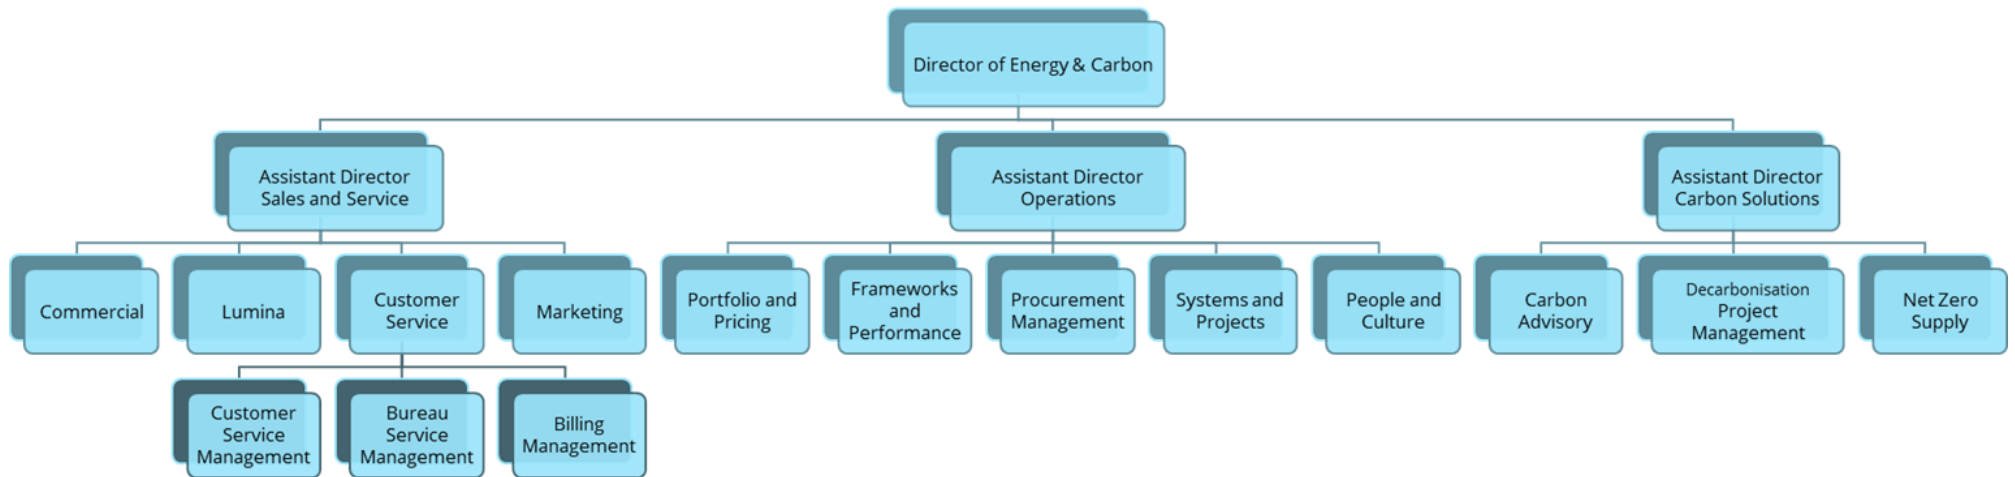 Director of Energy & Carbon
Assistant Director
Sales and Service
Assistant Director
Operations
Assistant Director
Carbon Solutions
Commercial
Lumina
Customer
Service
Marketing
Portfolio and
Pricing
Frameworks
and
Performance
Procurement
Management
Systems and
Projects
People and
Culture
Carbon
Advisory
Decarbonisation
Project
Management
Net Zero
Supply
Customer
Service
Management
Bureau
Service
Management
Billing
Management